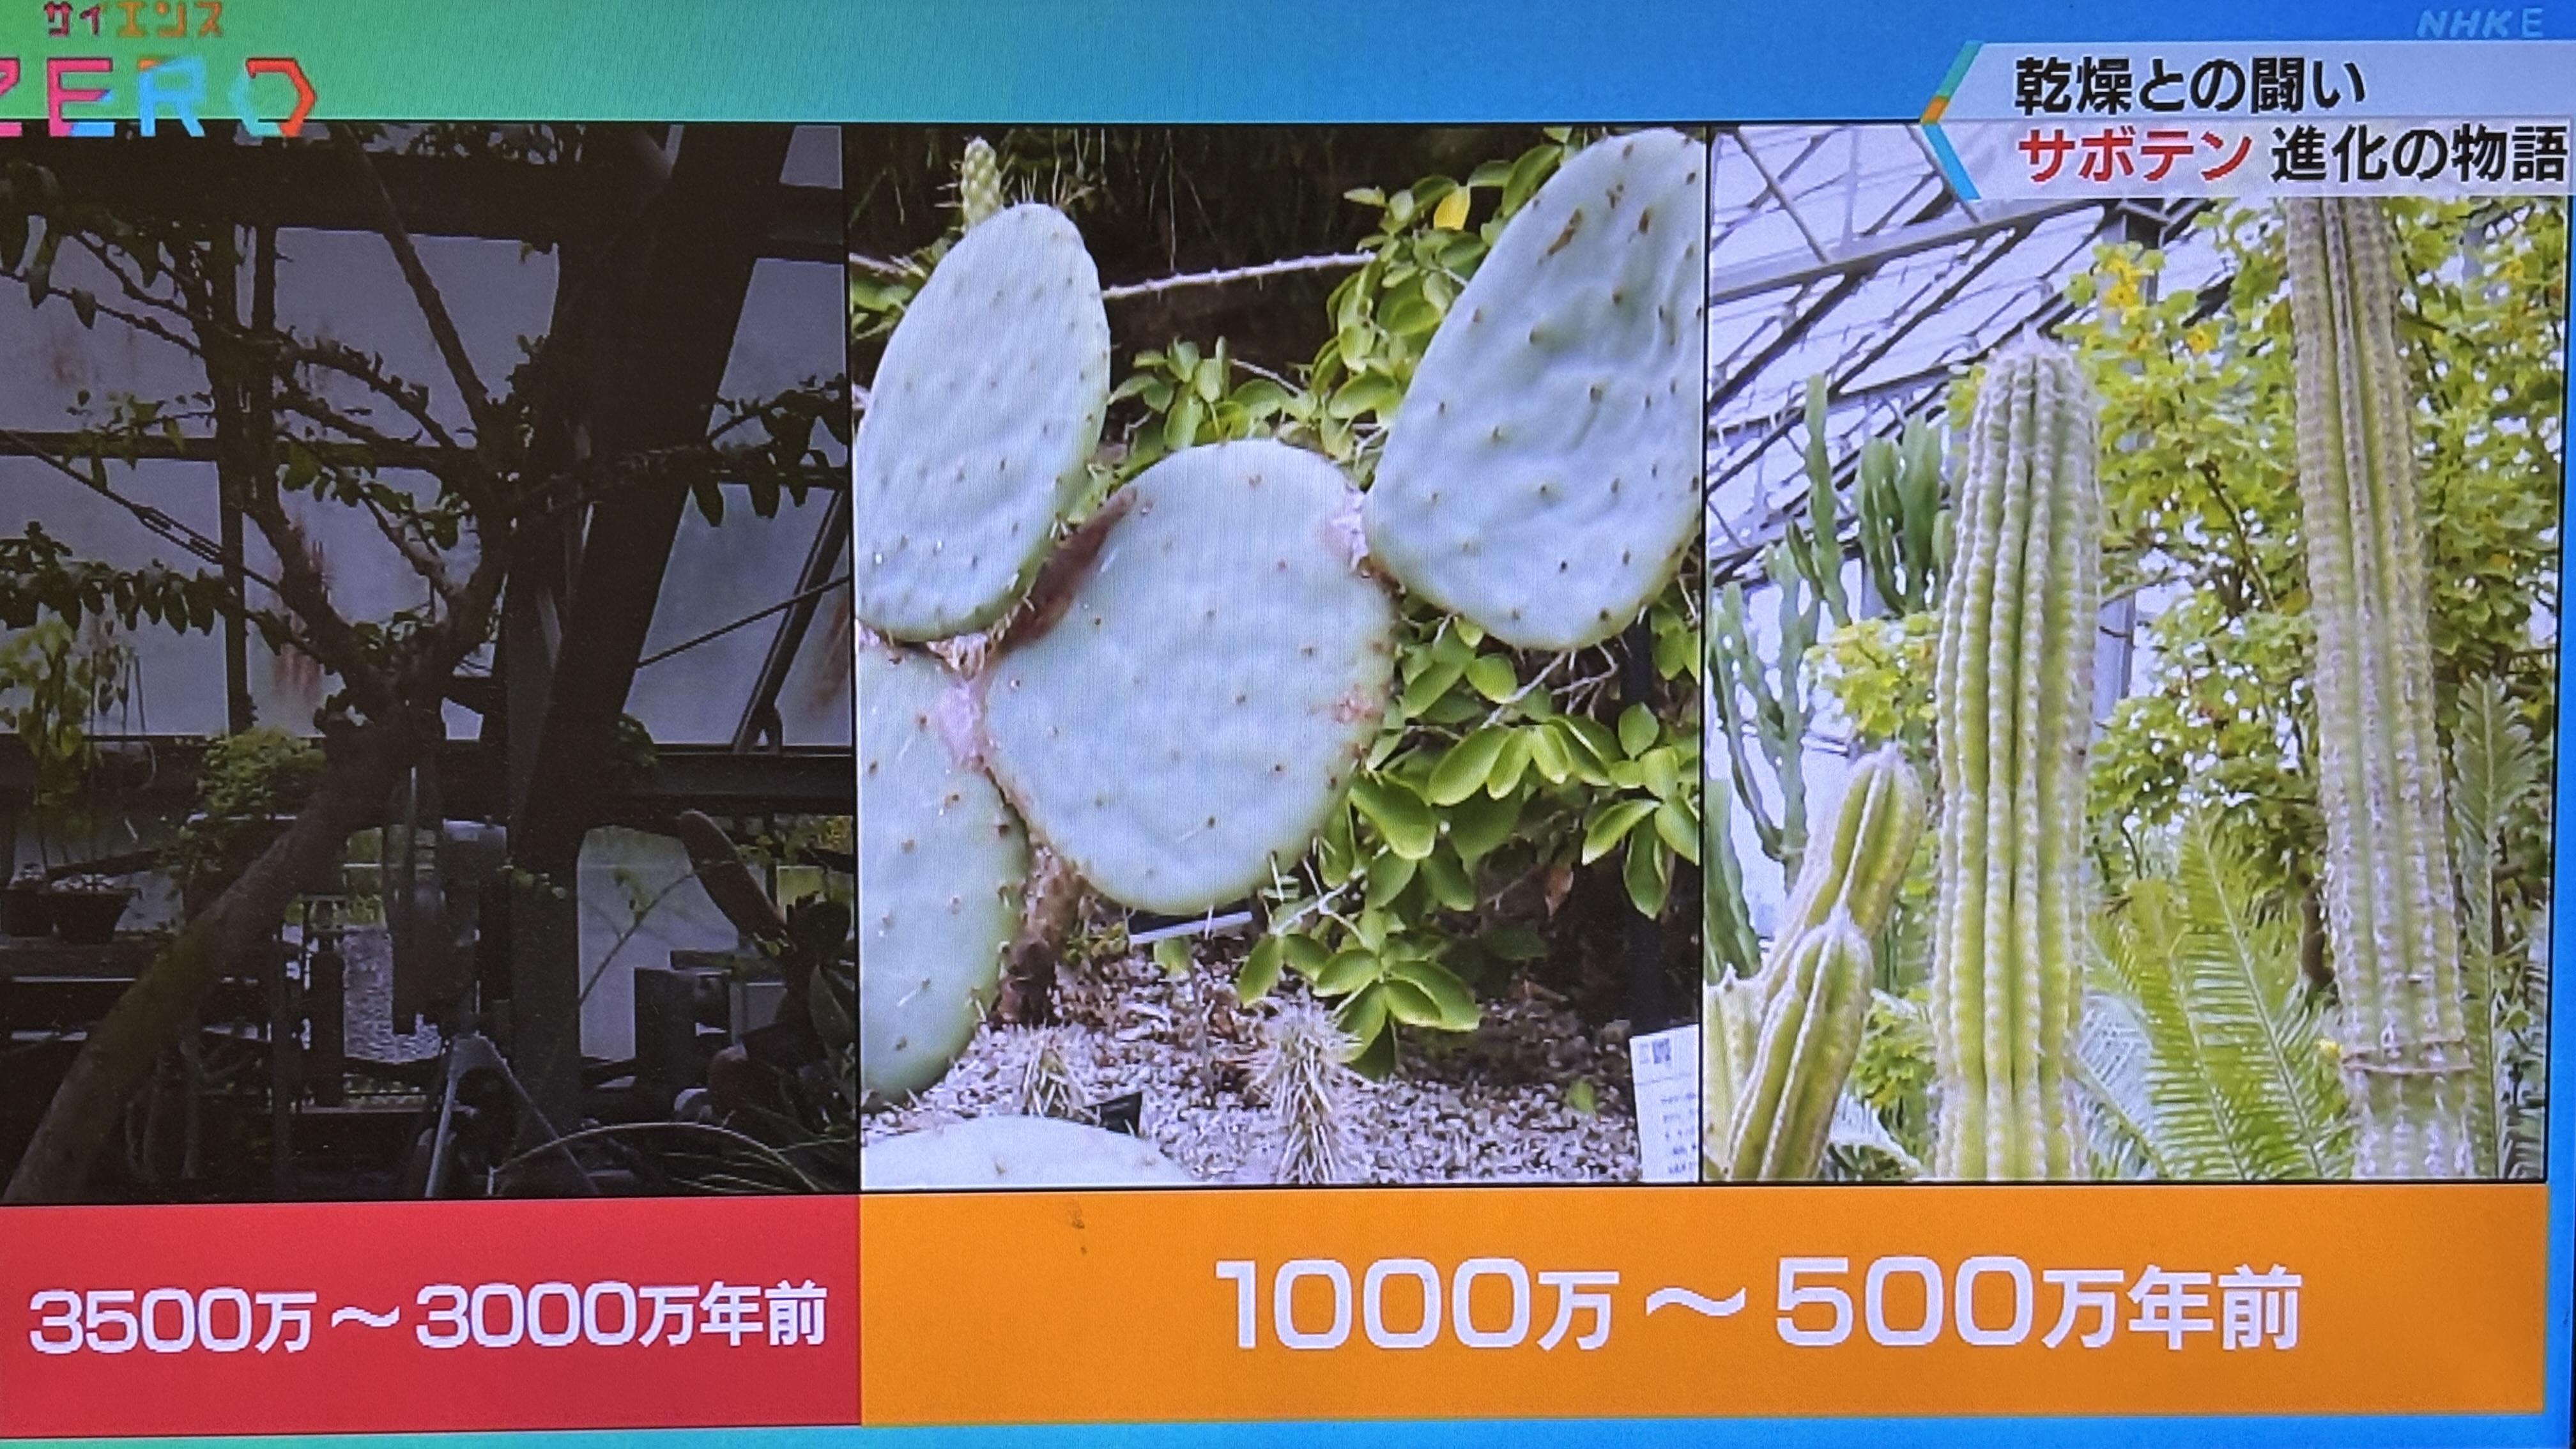 サイエンス
ZERO
NHK E
乾燥との闘い
サボテン 進化の物語
3500万～3000万年前
1000万～500万年前